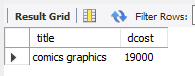 Result Grid Filter Rows:
title dcost
comics graphics 19000